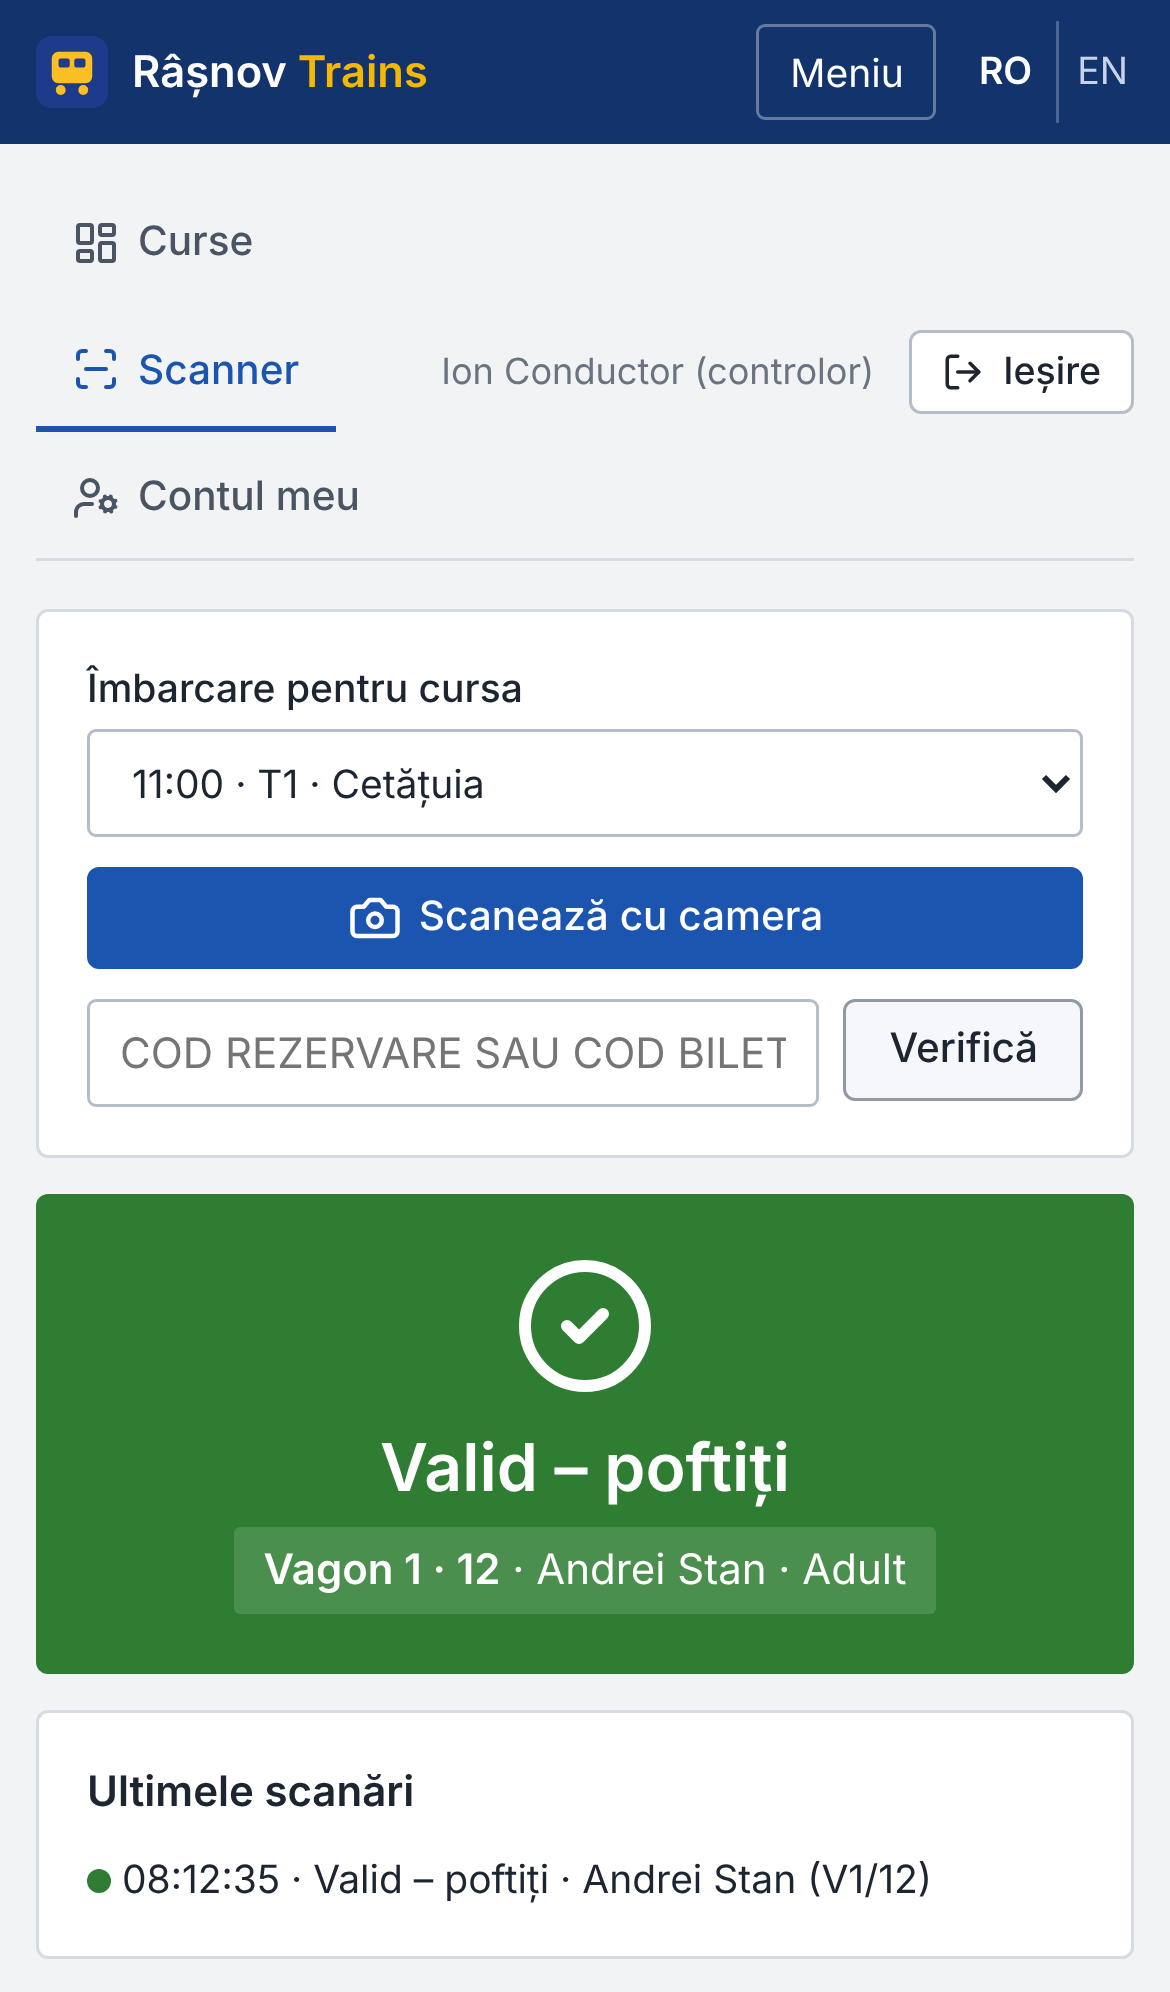 Râșnov Trains
Meniu
RO
EN
Curse
Scanner
Ion Conductor (controlor)
Ieșire
Contul meu
Îmbarcare pentru cursa
11:00 · T1 · Cetățuia
Scanează cu camera
COD REZERVARE SAU COD BILET
Verifică
Valid – poftiți
Vagon 1 · 12 · Andrei Stan · Adult
Ultimele scanări
08:12:35 · Valid – poftiți · Andrei Stan (V1/12)